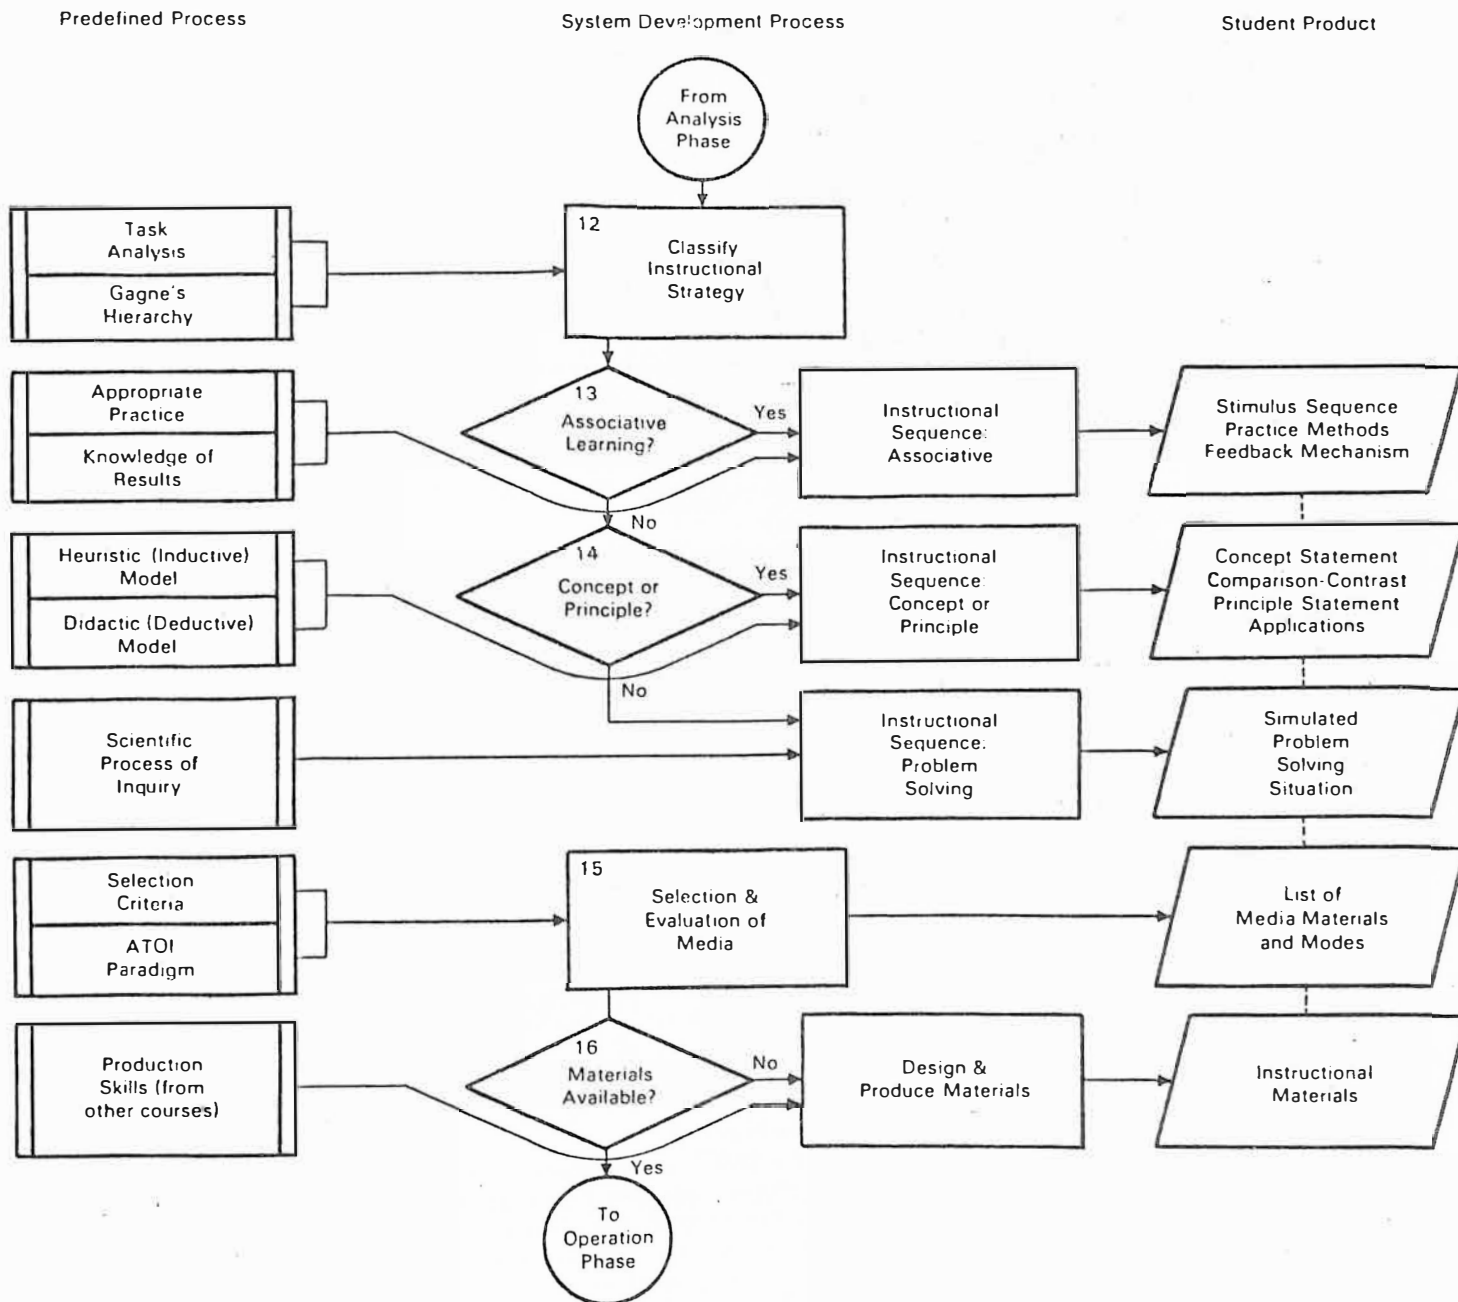 Predefined Process
System Development Process
Student Product
From
Analysis
Phase
Task
Analysis
Gagne's
Hierarchy
12
Classify
Instructional
Strategy
Appropriate
Practice
Knowledge of
Results
13
Associative
Learning?
Yes
No
Instructional
Sequence:
Associative
Stimulus Sequence
Practice Methods
Feedback Mechanism
Heuristic (Inductive)
Model
Didactic (Deductive)
Model
14
Concept or
Principle?
Yes
No
Instructional
Sequence:
Concept or
Principle
Concept Statement
Comparison-Contrast
Principle Statement
Applications
Scientific
Process of
Inquiry
Instructional
Sequence:
Problem
Solving
Simulated
Problem
Solving
Situation
Selection
Criteria
ATOI
Paradigm
15
Selection &
Evaluation of
Media
List of
Media Materials
and Modes
Production
Skills (from
other courses)
16
Materials
Available?
No
Yes
Design &
Produce Materials
Instructional
Materials
To
Operation
Phase